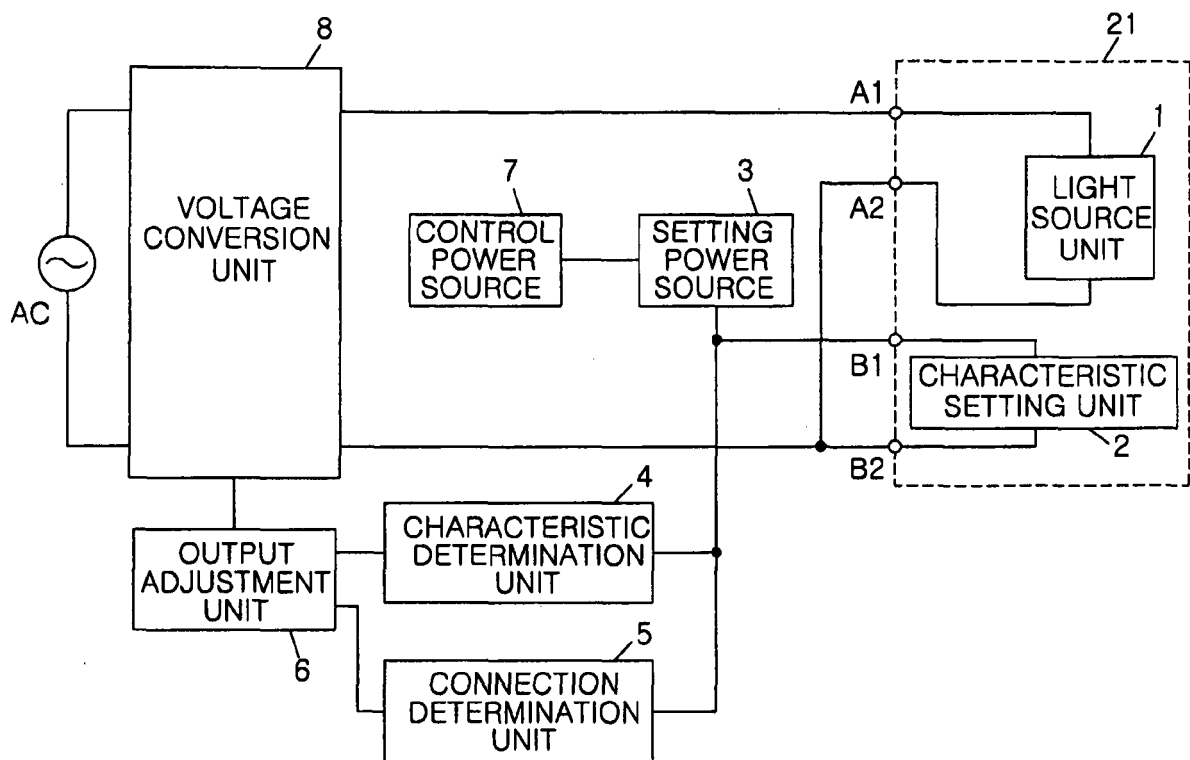 8
21
A1
1
7
3
A2
VOLTAGE
CONVERSION
UNIT
CONTROL
POWER
SOURCE
SETTING
POWER
SOURCE
LIGHT
SOURCE
UNIT
AC
B1
CHARACTERISTIC
SETTING UNIT
B2
2
4
OUTPUT
ADJUSTMENT
UNIT
CHARACTERISTIC
DETERMINATION
UNIT
6
5
CONNECTION
DETERMINATION
UNIT